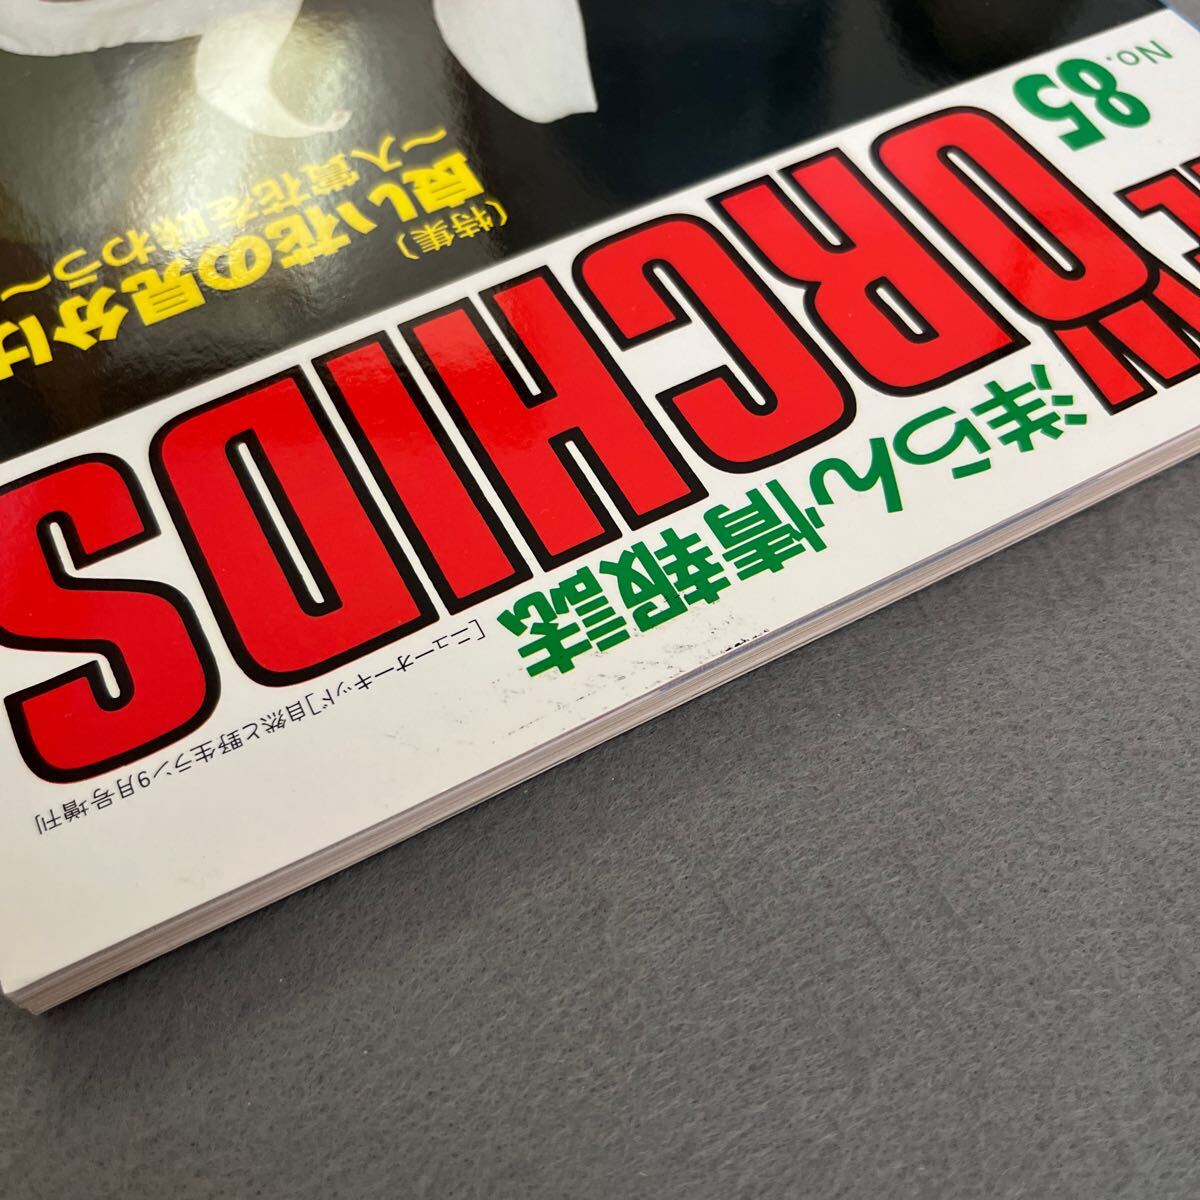 [ニューオーキッド]自然と野生ラン9月号増刊
洋らん情報誌
ORCHIDS
No. 85
(特集)
良い花の見分け
〜入賞花を味わう〜